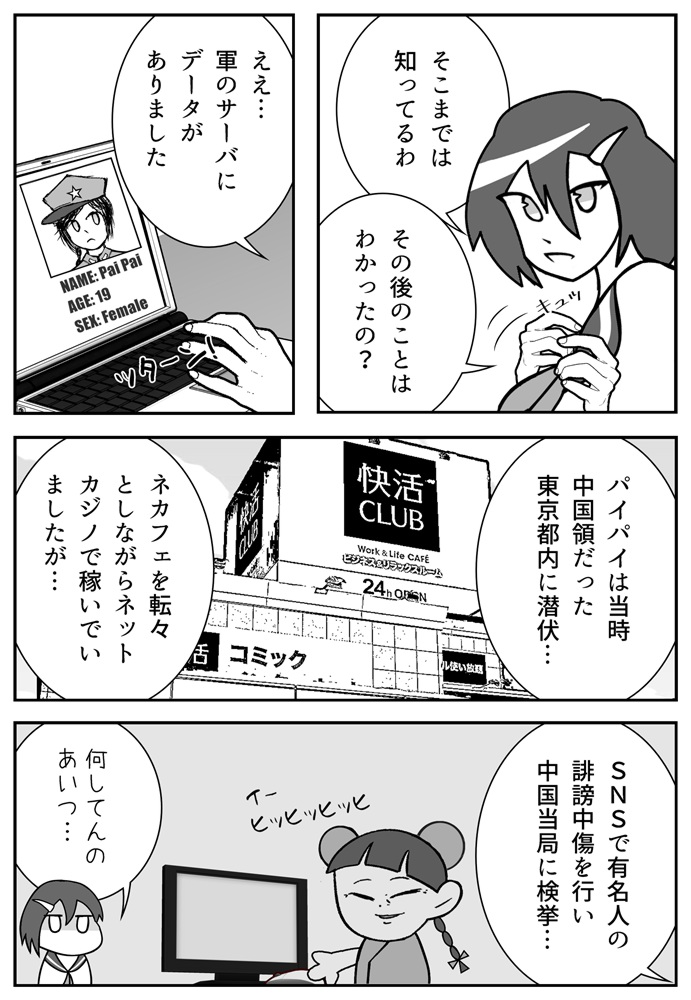 そこまでは
知ってるわ
その後のことは
わかったの?
キュッ
ええ…
軍のサーバに
データが
ありました
NAME: Pai Pai
AGE: 19
SEX: Female
ッターン!
パイパイは当時
中国領だった
東京都内に潜伏…
快活
CLUB
Work & Life CAFÉ
ビジネス&リラックスルーム
24h OPEN
活 コミック
ル使い放題
ネカフェを転々
としながらネット
カジノで稼いでい
ましたが…
SNSで有名人の
誹謗中傷を行い
中国当局に検挙…
イー
ヒッヒッヒッヒ
何してんの
あいつ…